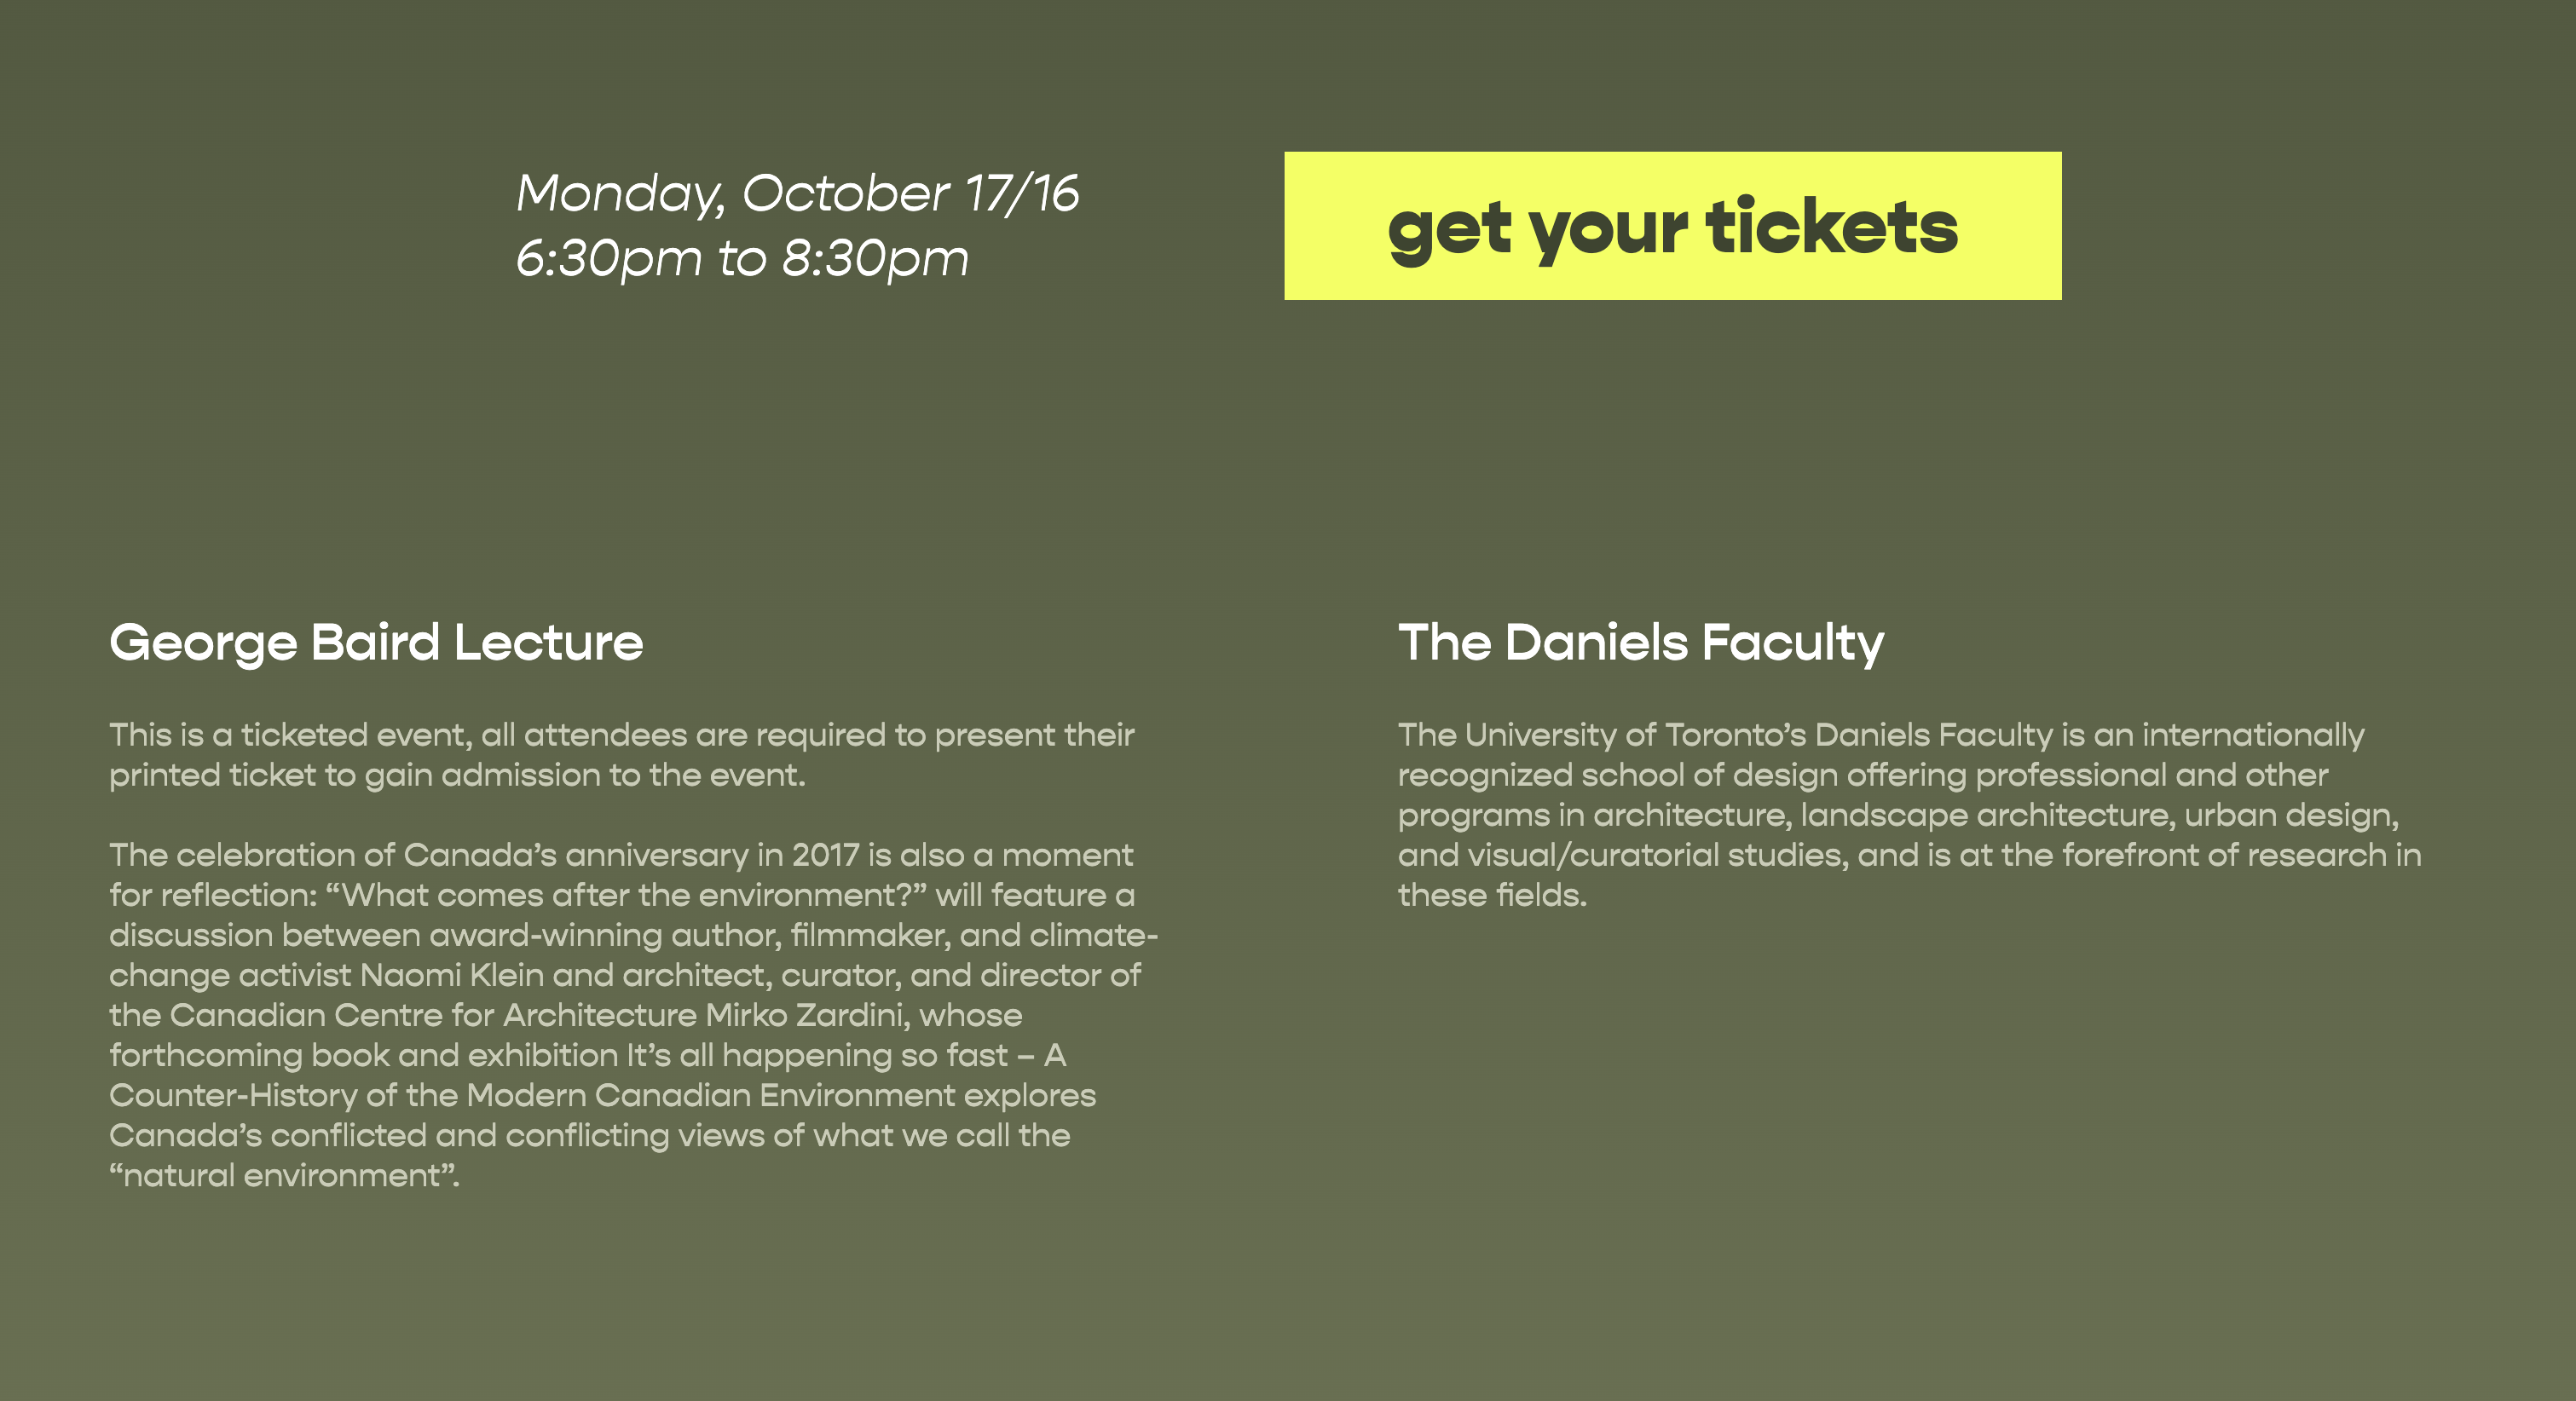 Monday, October 17/16
6:30pm to 8:30pm
get your tickets
George Baird Lecture
This is a ticketed event, all attendees are required to present their
printed ticket to gain admission to the event.
The celebration of Canada’s anniversary in 2017 is also a moment
for reflection: “What comes after the environment?” will feature a
discussion between award-winning author, filmmaker, and climate-
change activist Naomi Klein and architect, curator, and director of
the Canadian Centre for Architecture Mirko Zardini, whose
forthcoming book and exhibition It’s all happening so fast – A
Counter-History of the Modern Canadian Environment explores
Canada’s conflicted and conflicting views of what we call the
“natural environment”.
The Daniels Faculty
The University of Toronto’s Daniels Faculty is an internationally
recognized school of design offering professional and other
programs in architecture, landscape architecture, urban design,
and visual/curatorial studies, and is at the forefront of research in
these fields.